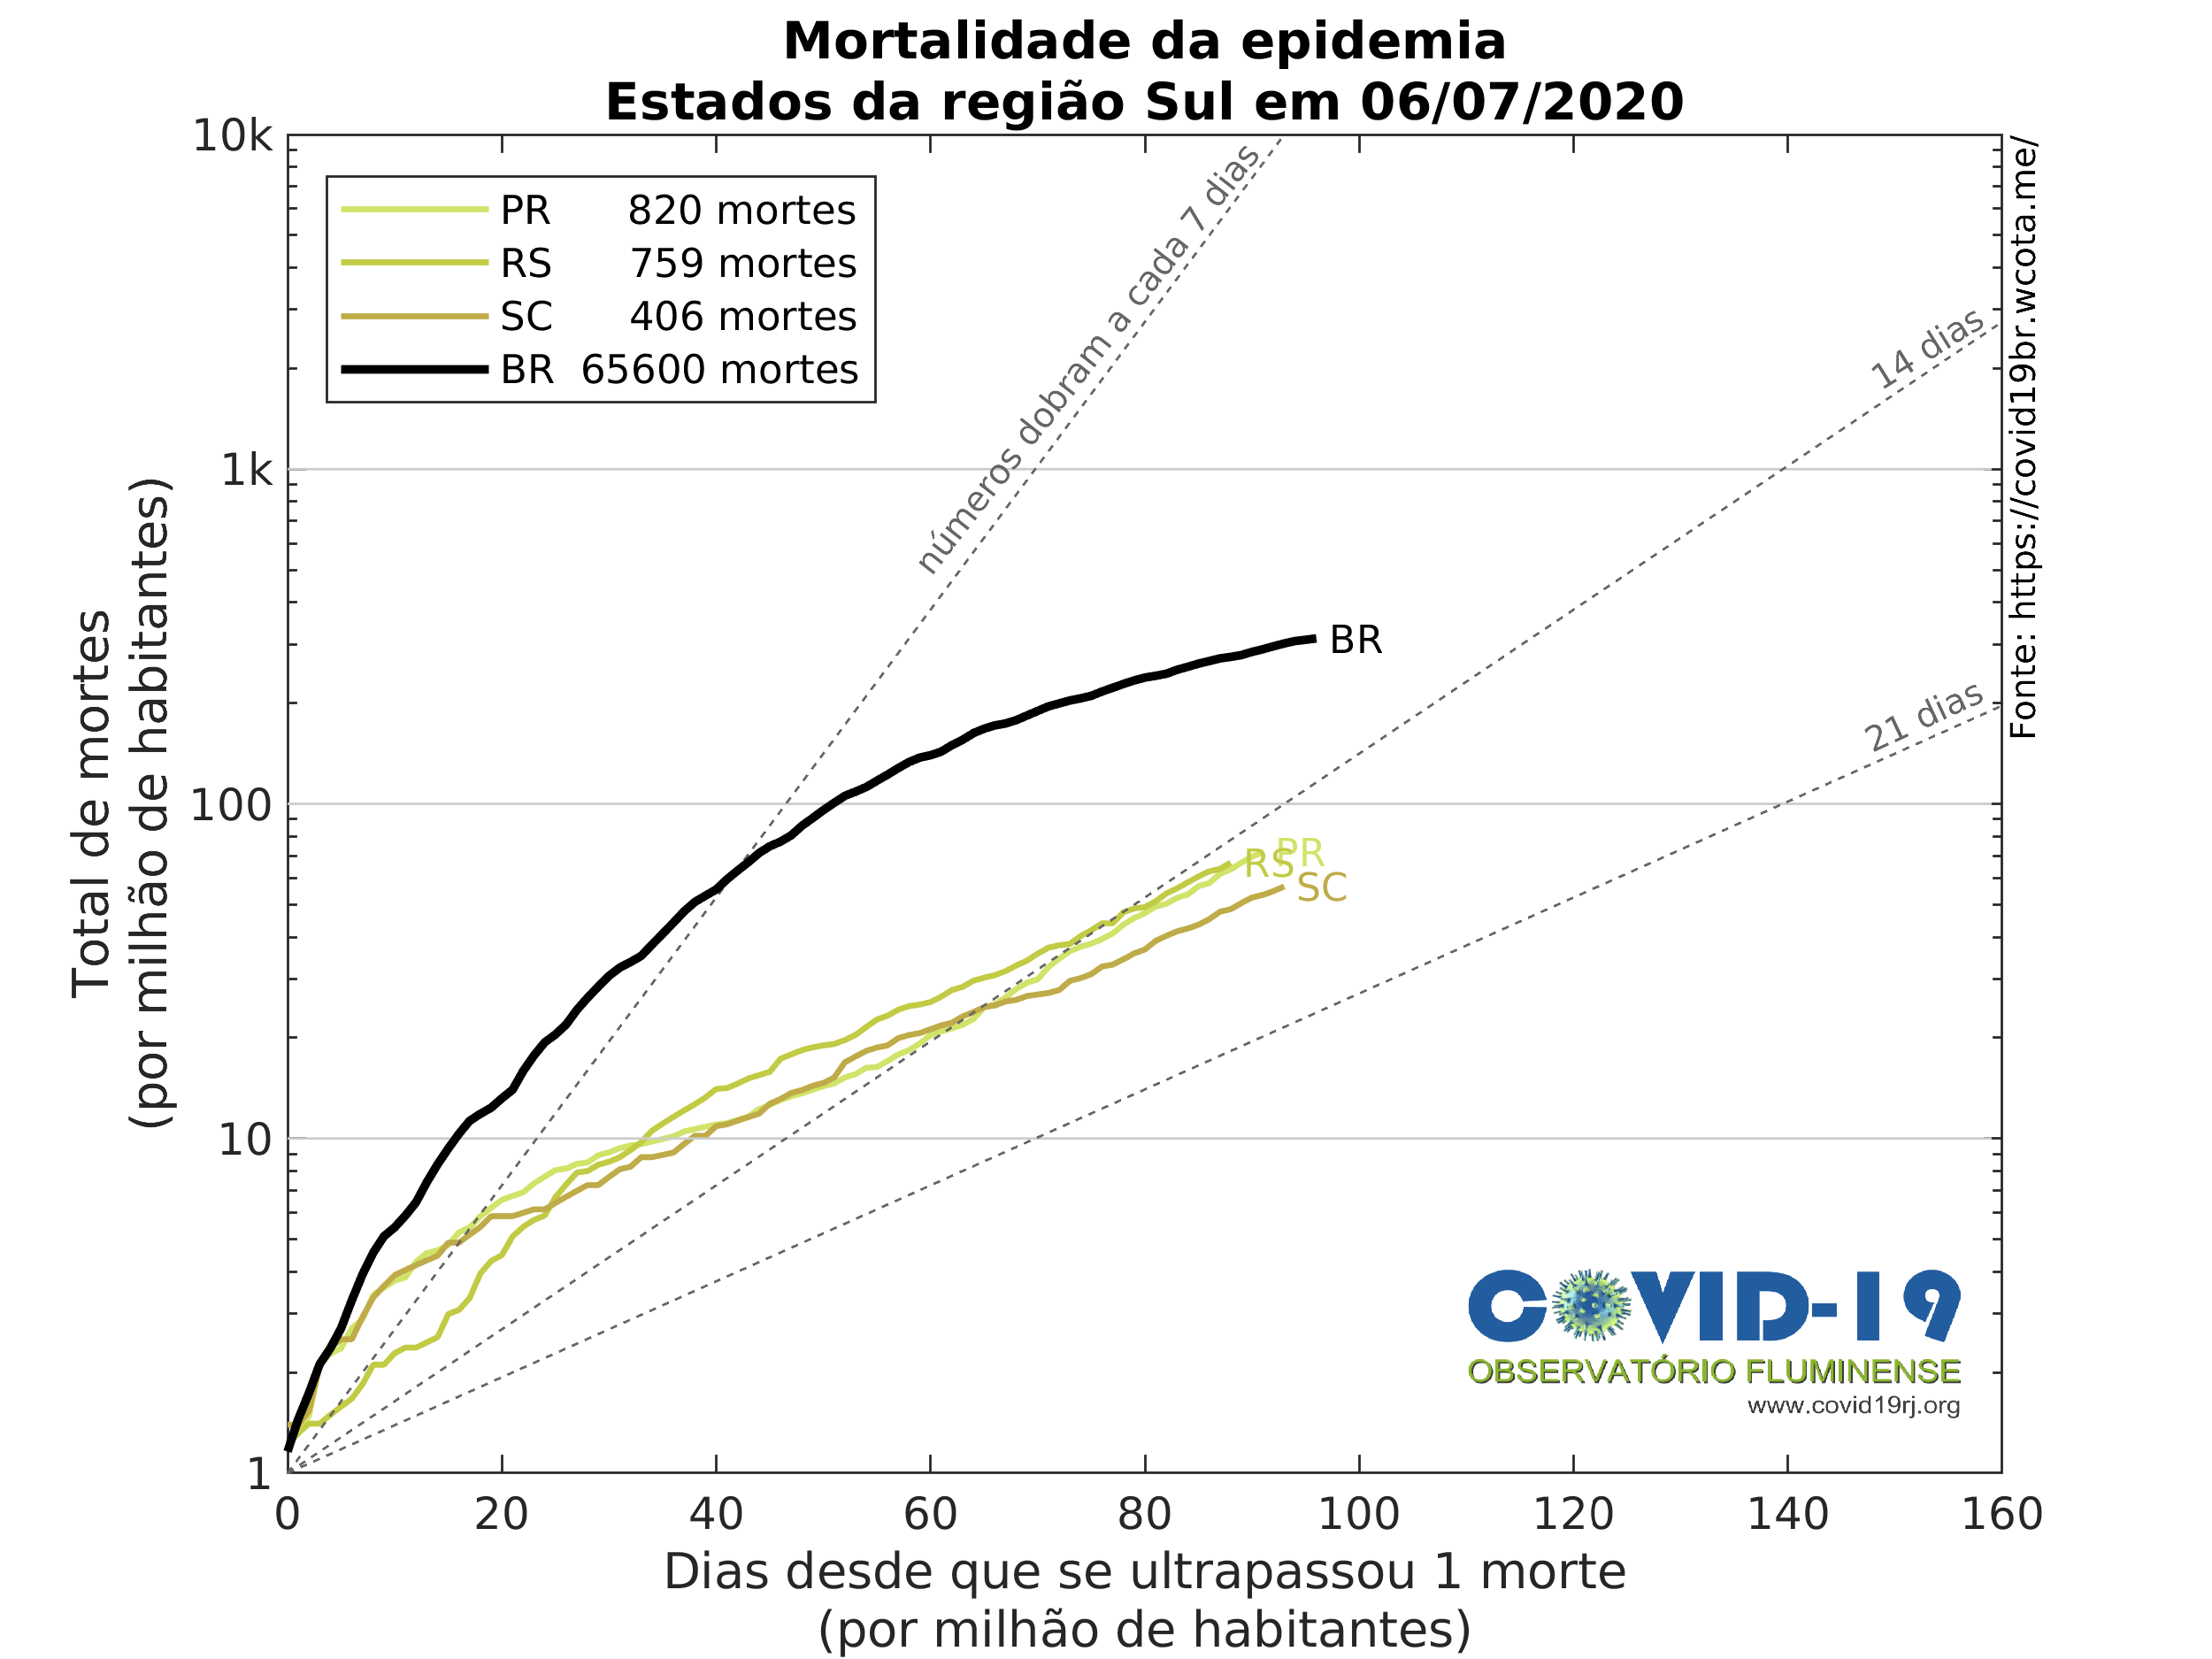 Mortalidade da epidemia
Estados da região Sul em 06/07/2020
10k
1k
100
10
1
Total de mortes
(por milhão de habitantes)
PR 820 mortes
RS 759 mortes
SC 406 mortes
BR 65600 mortes
números dobram a cada 7 dias
14 dias
21 dias
BR
PR
RS
SC
Fonte: https://covid19br.wcota.me/
COVID-19
OBSERVATÓRIO FLUMINENSE
www.covid19rj.org
0 20 40 60 80 100 120 140 160
Dias desde que se ultrapassou 1 morte
(por milhão de habitantes)